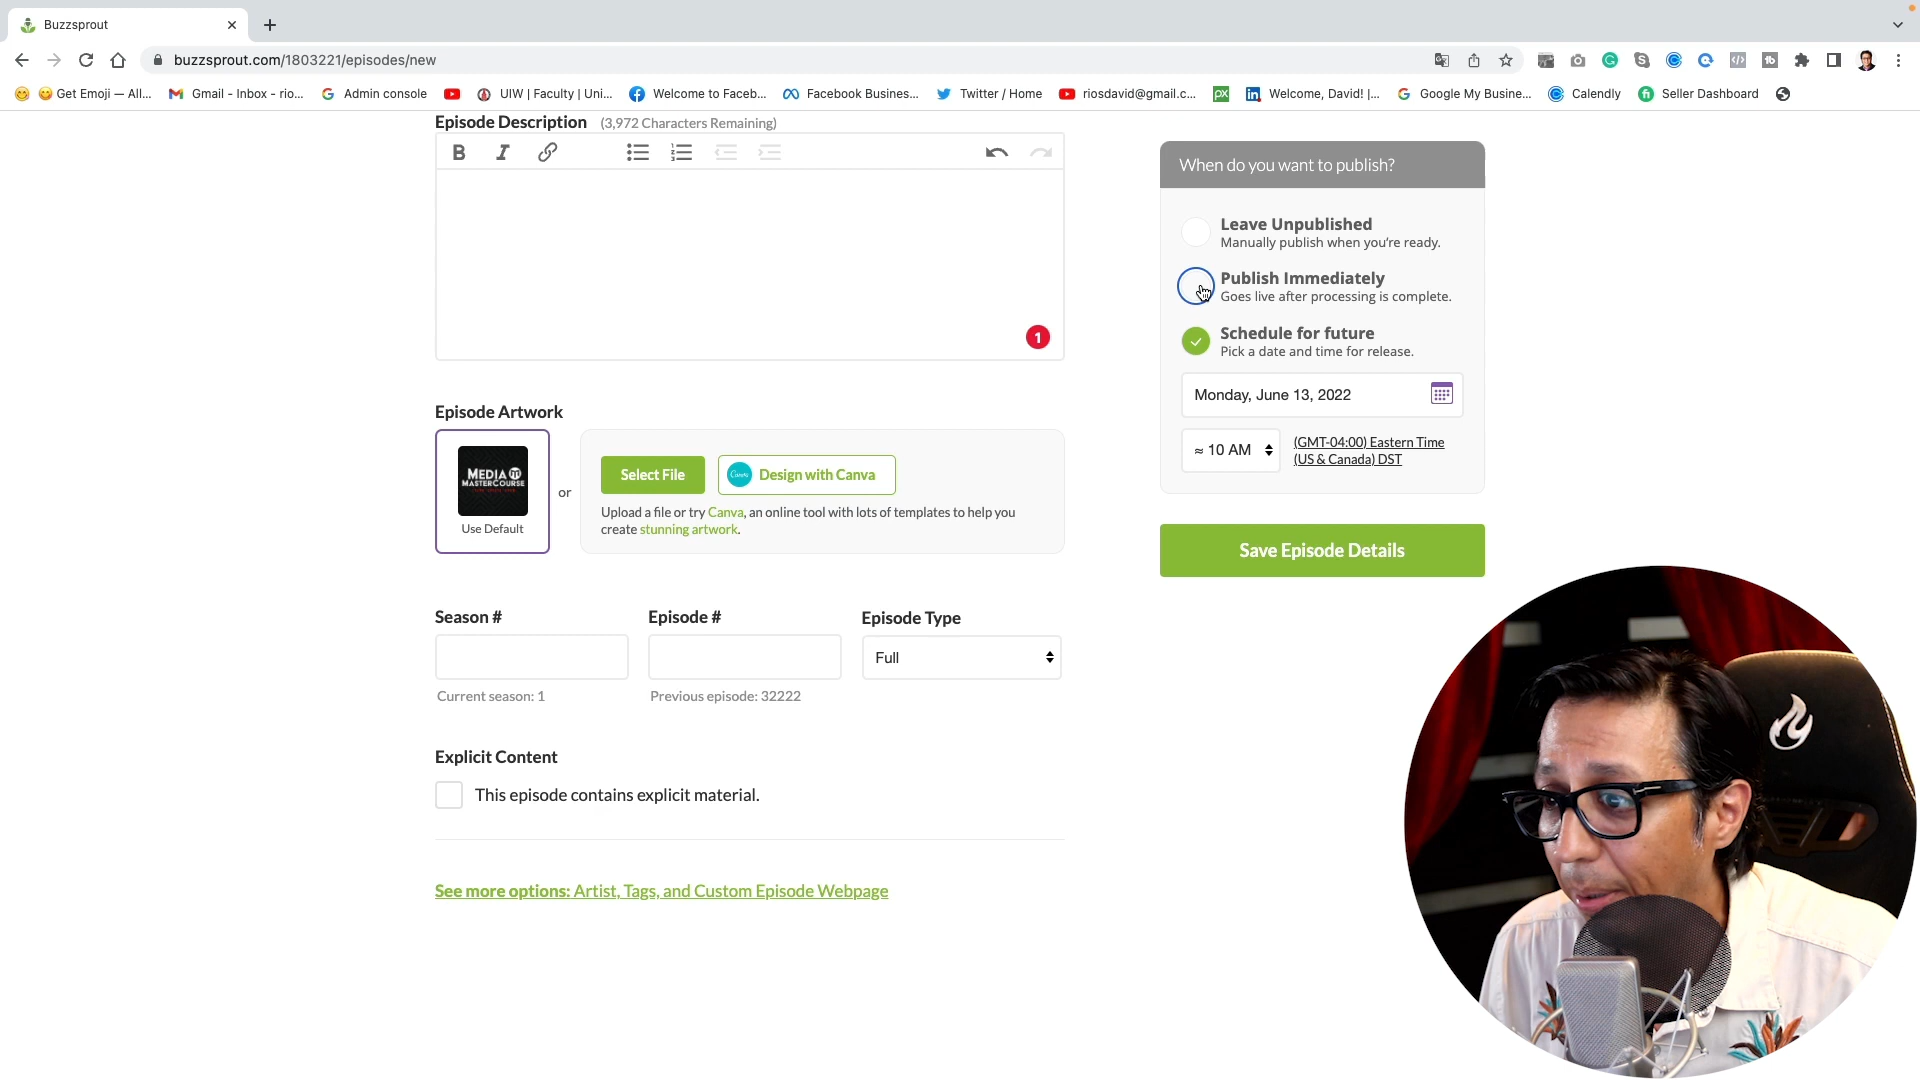 Buzzsprout
buzzsprout.com/1803221/episodes/new
Get Emoji — All...
Gmail - Inbox - rio...
Admin console
UIW | Faculty | Uni...
Welcome to Faceb...
Facebook Business...
Twitter / Home
riosdavid@gmail.c...
Welcome, David! |...
Google My Busine...
Calendly
Seller Dashboard
Episode Description (3,972 Characters Remaining)
B I
1
When do you want to publish?
Leave Unpublished
Manually publish when you're ready.
Publish Immediately
Goes live after processing is complete.
Schedule for future
Pick a date and time for release.
Monday, June 13, 2022
≈ 10 AM
(GMT-04:00) Eastern Time
(US & Canada) DST
Save Episode Details
Episode Artwork
MEDIA M
MASTERCOURSE
Use Default
or
Select File
Canva
Design with Canva
Upload a file or try Canva, an online tool with lots of templates to help you
create stunning artwork.
Season #
Episode #
Episode Type
Full
Current season: 1
Previous episode: 32222
Explicit Content
This episode contains explicit material.
See more options: Artist, Tags, and Custom Episode Webpage